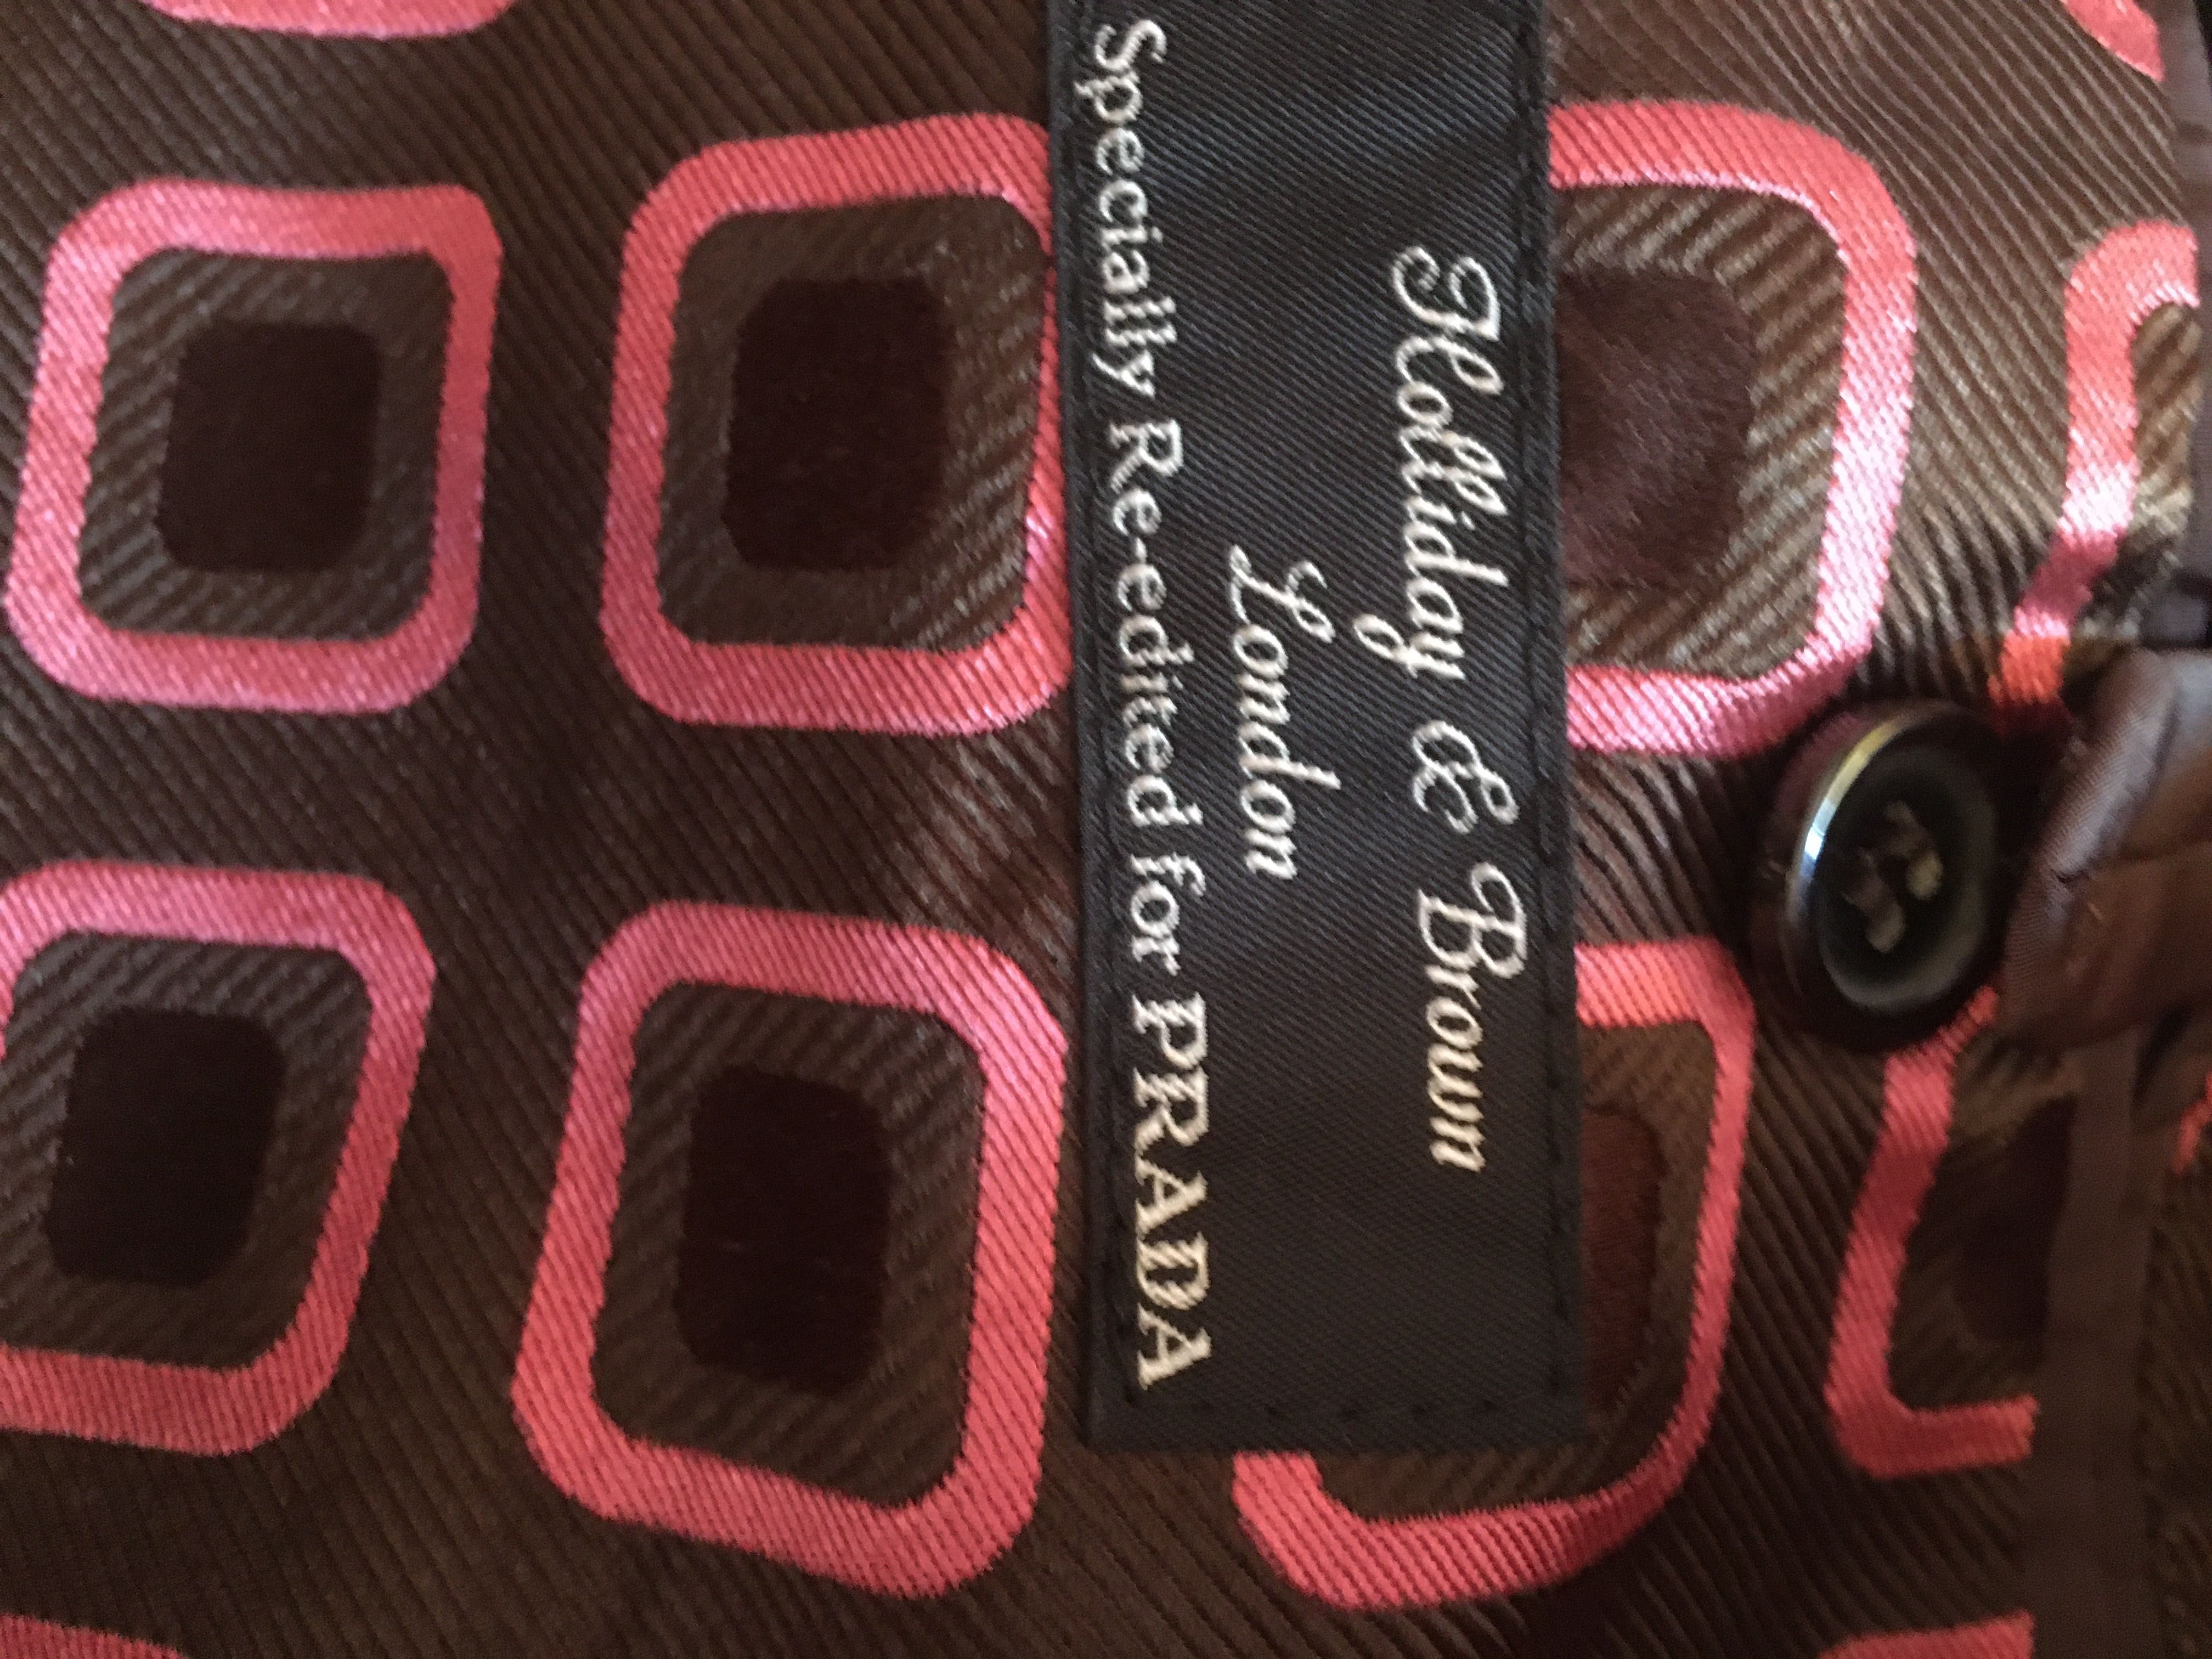 Holliday & Brown
London
Specially Re-edited for PRADA